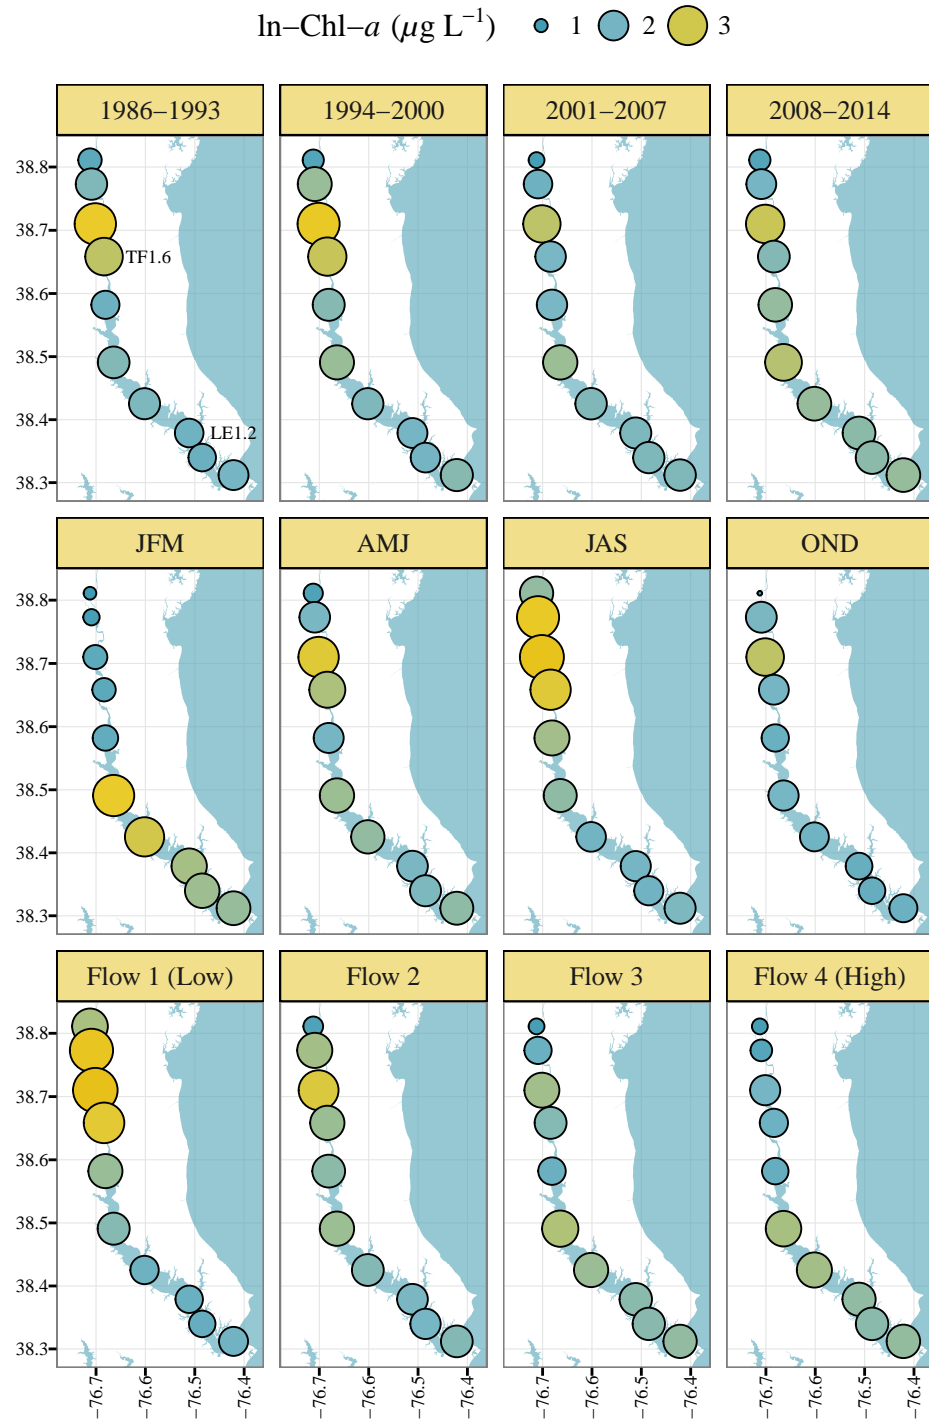 ln−Chl−a (µg L−1) 1 2 3
1986−1993 1994−2000 2001−2007 2008−2014
38.8
38.7
TF1.6
38.6
38.5
38.4
LE1.2
38.3
JFM AMJ JAS OND
38.8
38.7
38.6
38.5
38.4
38.3
Flow 1 (Low) Flow 2 Flow 3 Flow 4 (High)
38.8
38.7
38.6
38.5
38.4
38.3
−76.7 −76.6 −76.5 −76.4 −76.7 −76.6 −76.5 −76.4 −76.7 −76.6 −76.5 −76.4 −76.7 −76.6 −76.5 −76.4